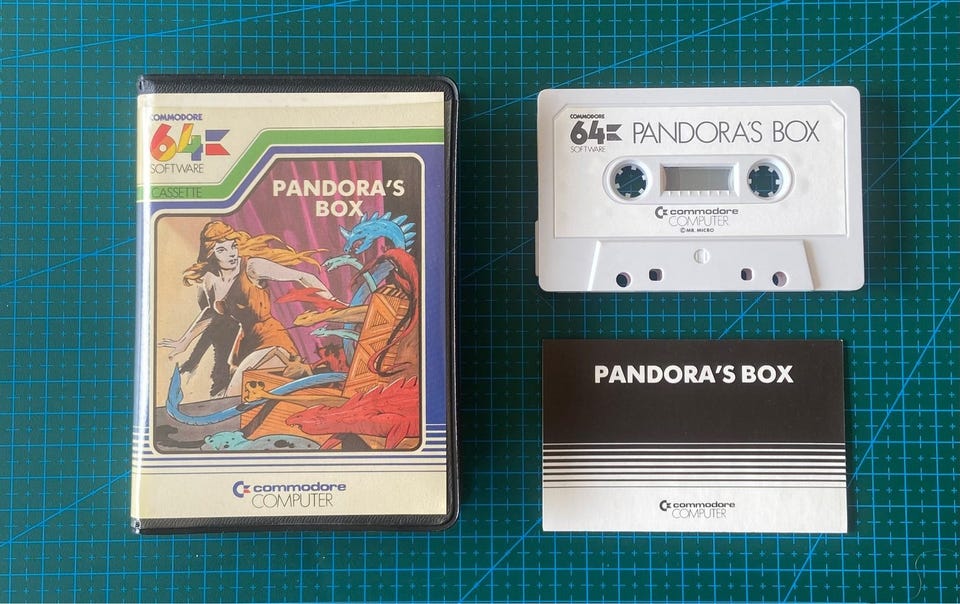 COMMODORE
64
SOFTWARE
CASSETTE
PANDORA'S
BOX
commodore
COMPUTER
COMMODORE
64
SOFTWARE
PANDORA'S BOX
commodore
COMPUTER
© MR. MICRO
PANDORA'S BOX
commodore
COMPUTER